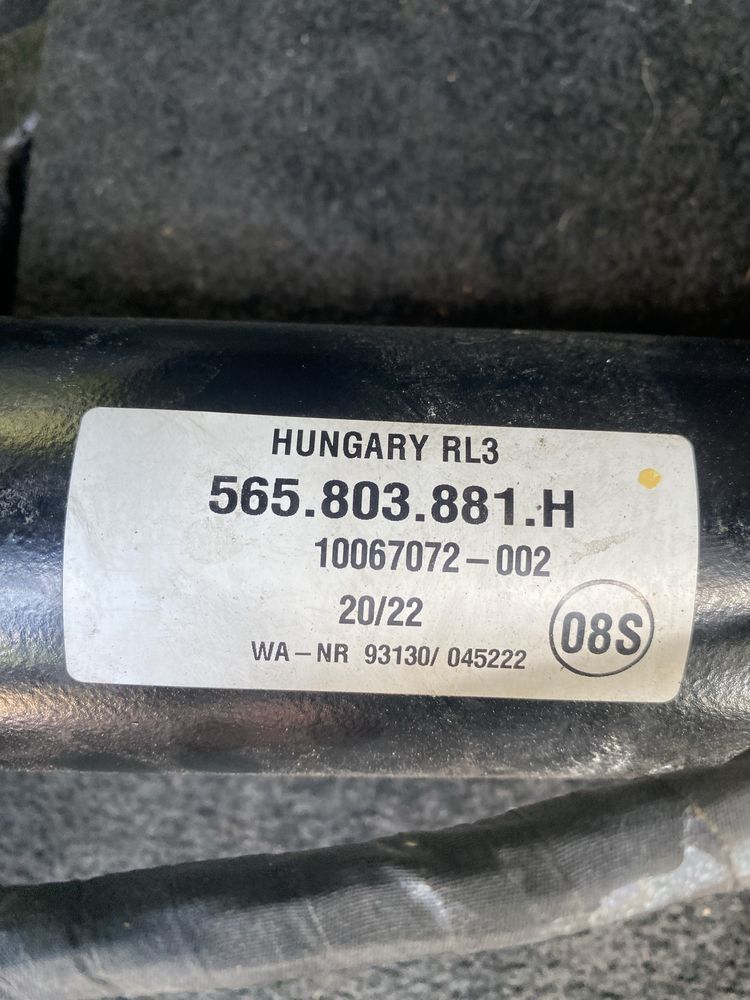 HUNGARY RL3
565.803.881.H
10067072-002
20/22
08S
WA-NR 93130/ 045222